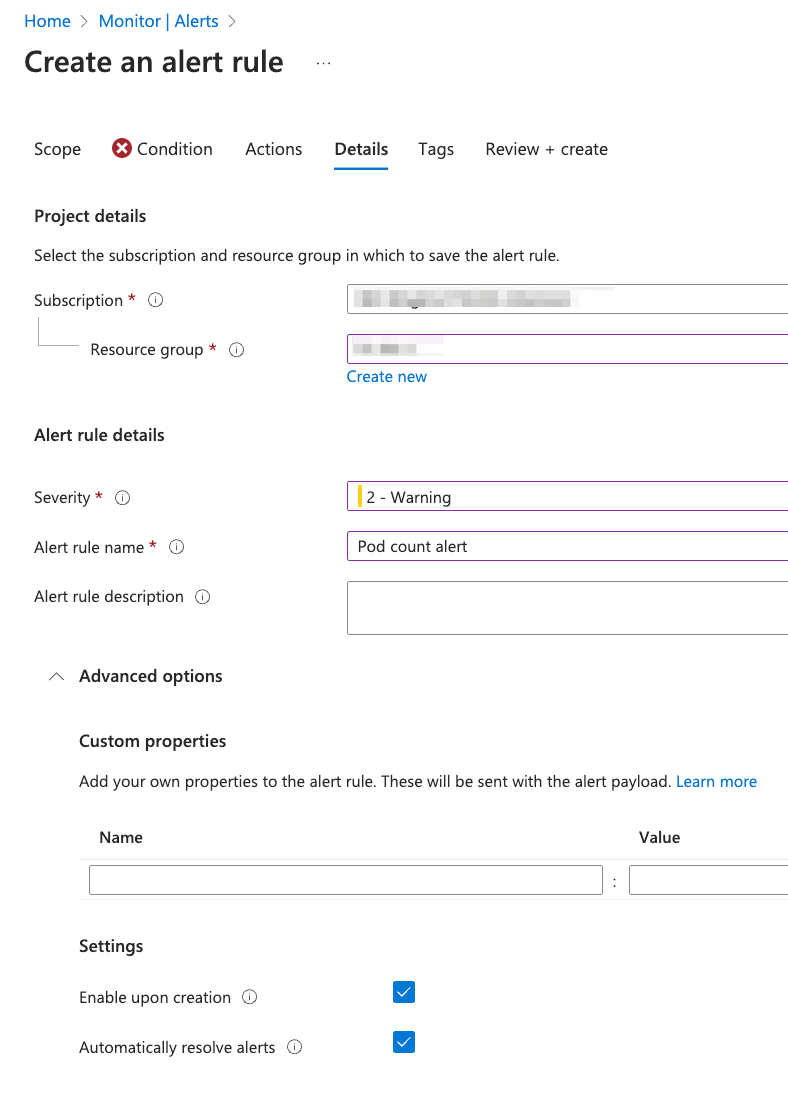 Home > Monitor | Alerts >
Create an alert rule ...
Scope Condition Actions Details Tags Review + create
Project details
Select the subscription and resource group in which to save the alert rule.
Subscription *
Resource group *
Create new
Alert rule details
Severity * 2 - Warning
Alert rule name * Pod count alert
Alert rule description
Advanced options
Custom properties
Add your own properties to the alert rule. These will be sent with the alert payload. Learn more
Name Value
:
Settings
Enable upon creation
Automatically resolve alerts